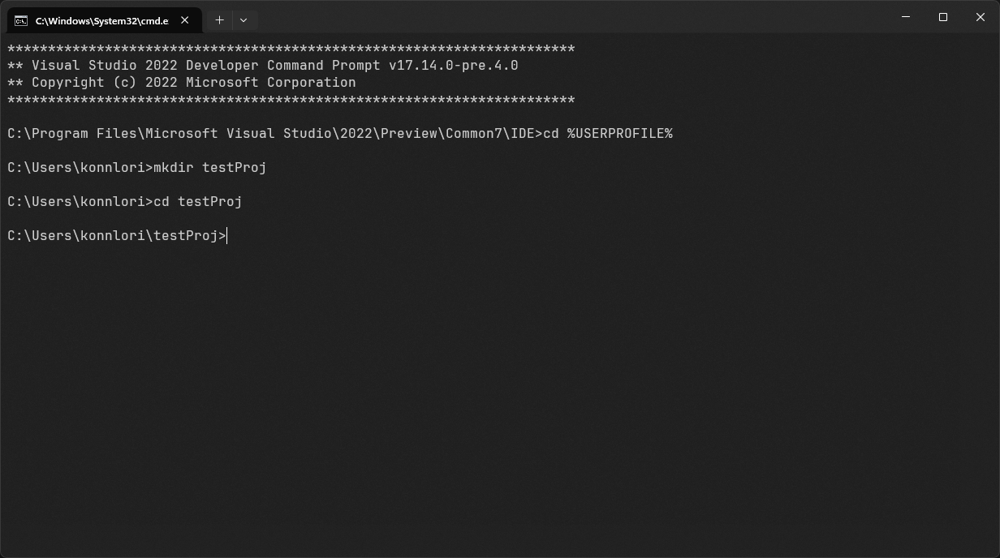 C:\Windows\System32\cmd.e
**********************************************************************
** Visual Studio 2022 Developer Command Prompt v17.14.0-pre.4.0
** Copyright (c) 2022 Microsoft Corporation
**********************************************************************
C:\Program Files\Microsoft Visual Studio\2022\Preview\Common7\IDE>cd %USERPROFILE%
C:\Users\konnlori>mkdir testProj
C:\Users\konnlori>cd testProj
C:\Users\konnlori\testProj>